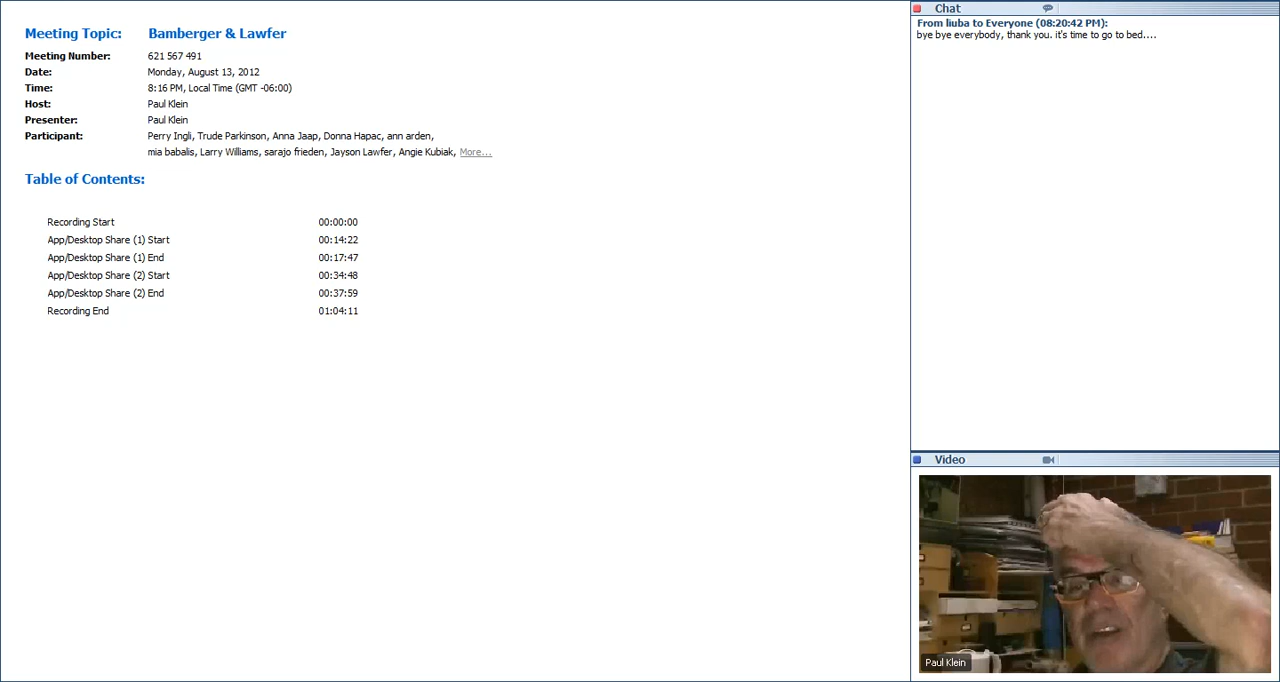 Meeting Topic: Bamberger & Lawfer
Meeting Number: 621 567 491
Date: Monday, August 13, 2012
Time: 8:16 PM, Local Time (GMT -06:00)
Host: Paul Klein
Presenter: Paul Klein
Participant: Perry Ingli, Trude Parkinson, Anna Jaap, Donna Hapac, ann arden,
mia babalis, Larry Williams, sarajo frieden, Jayson Lawfer, Angie Kubiak, More...
Table of Contents:
Recording Start 00:00:00
App/Desktop Share (1) Start 00:14:22
App/Desktop Share (1) End 00:17:47
App/Desktop Share (2) Start 00:34:48
App/Desktop Share (2) End 00:37:59
Recording End 01:04:11
Chat
From liuba to Everyone (08:20:42 PM):
bye bye everybody, thank you. it's time to go to bed....
Video
Paul Klein